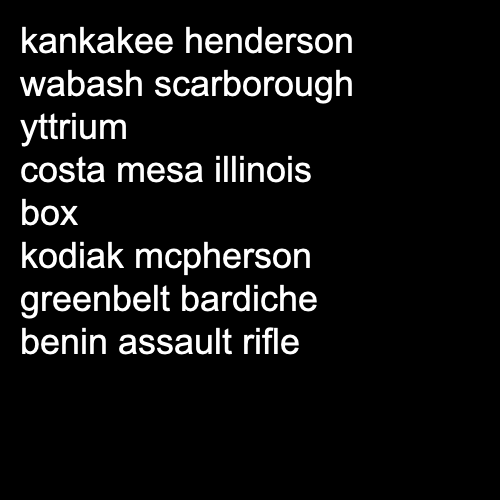 kankakee henderson
wabash scarborough
yttrium
costa mesa illinois
box
kodiak mcpherson
greenbelt bardiche
benin assault rifle